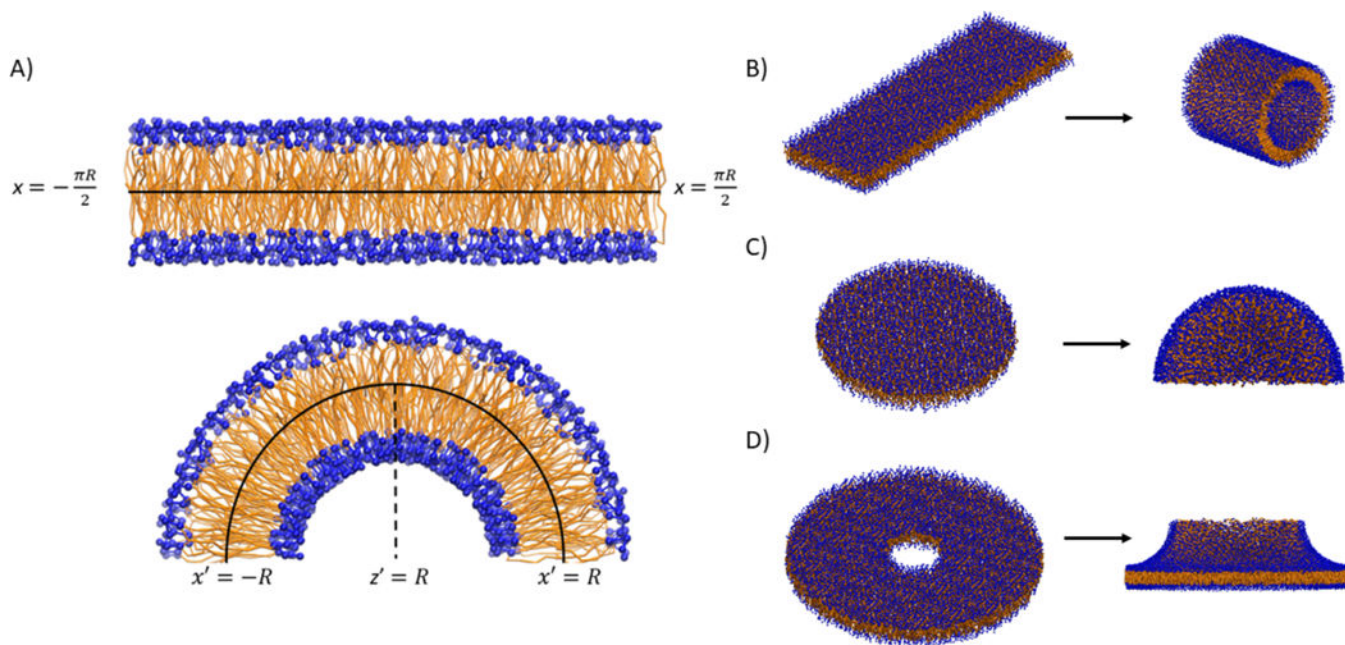 A)
x = −πR/2
x = πR/2
x′ = −R
z′ = R
x′ = R
B)
C)
D)